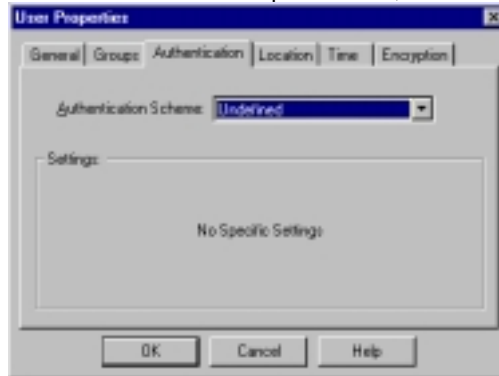 User Properties
General Groups Authentication Location Time Encryption
Authentication Scheme: Undefined
Settings:
No Specific Settings
OK Cancel Help